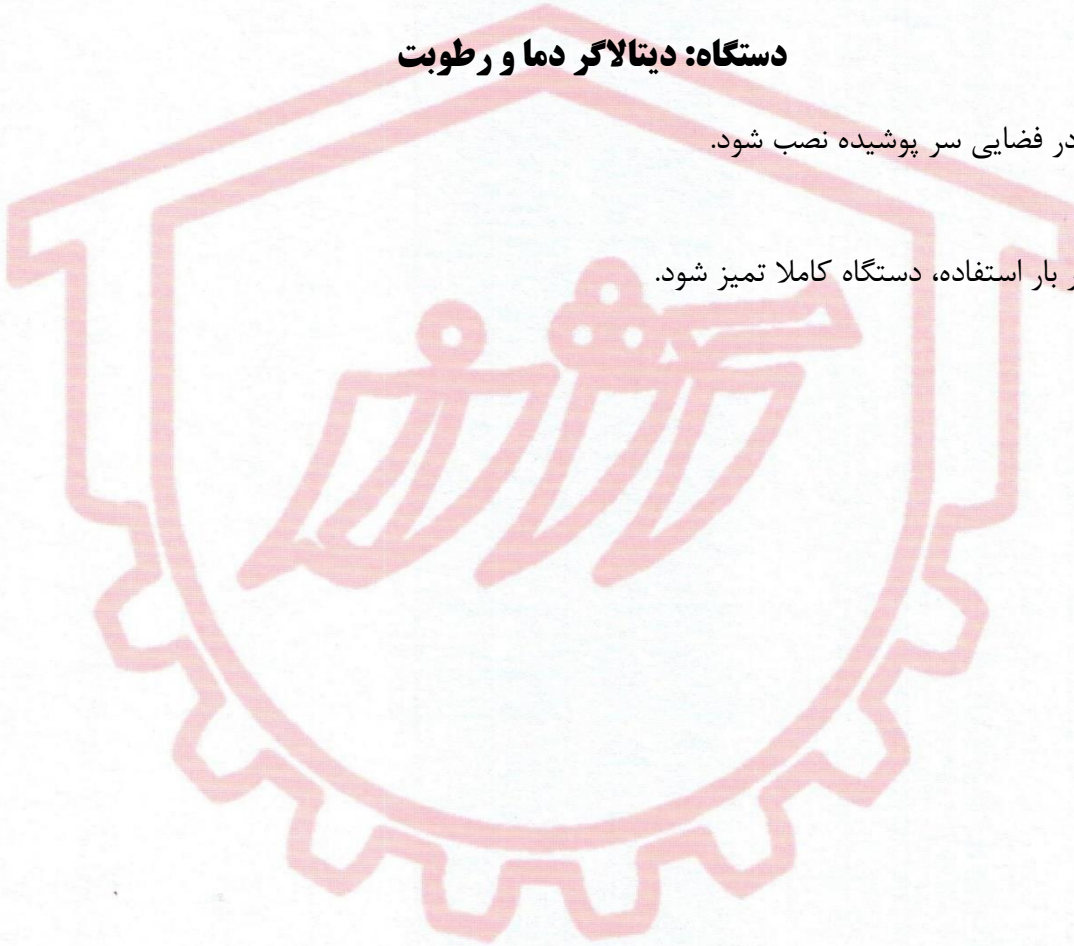 دستگاه: دیتالاگر دما و رطوبت
در فضایی سر پوشیده نصب شود.
بار استفاده، دستگاه کاملا تمیز شود.